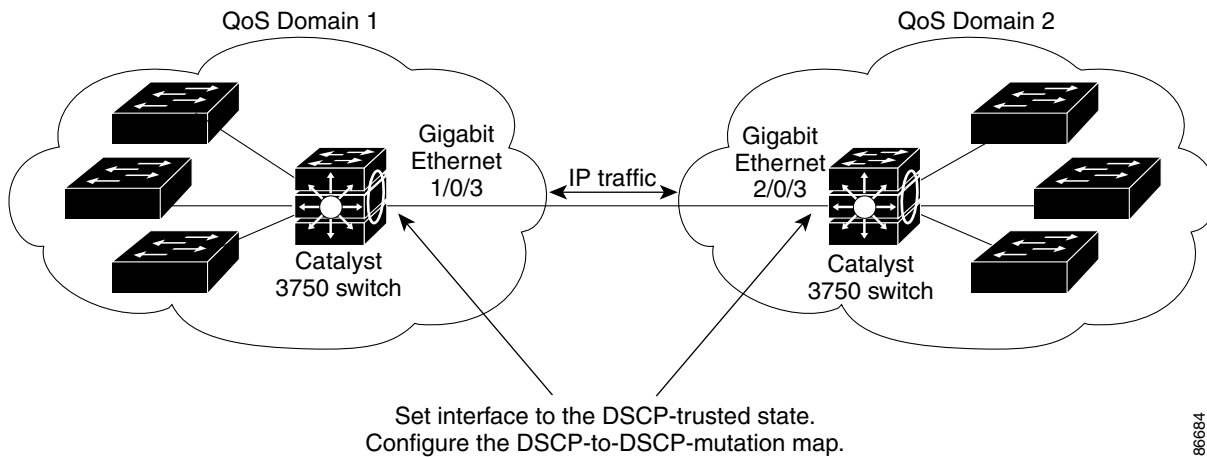 QoS Domain 1
QoS Domain 2
Gigabit
Ethernet
1/0/3
IP traffic
Gigabit
Ethernet
2/0/3
Catalyst
3750 switch
Catalyst
3750 switch
Set interface to the DSCP-trusted state.
Configure the DSCP-to-DSCP-mutation map.
86684